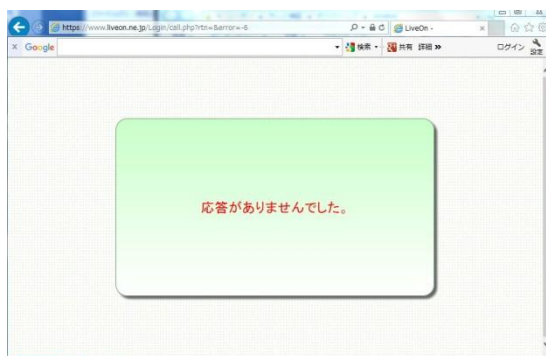 https://www.liveon.ne.jp/Login/call.php?rtn=&error=-6
LiveOn -
x Google
検索
共有
詳細 »
ログイン
設定
応答がありませんでした。